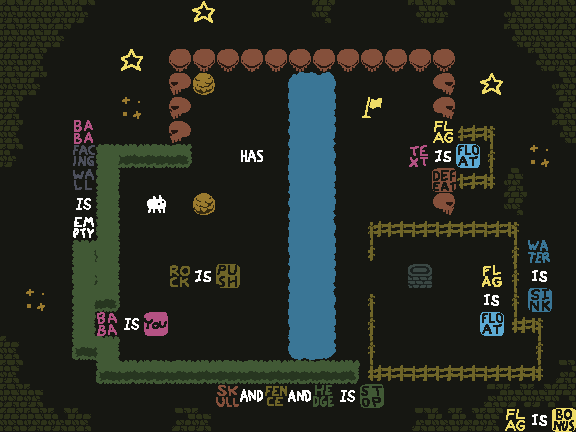 BABA
FACING
WALL
IS
EMPTY
HAS
FLAG
TEXT IS FLOAT
DEFEAT
ROCK IS PUSH
FLAG
IS
FLOAT
WATER
IS
SINK
BABA IS YOU
SKULL AND FENCE AND HEDGE IS STOP
FLAG IS BONUS